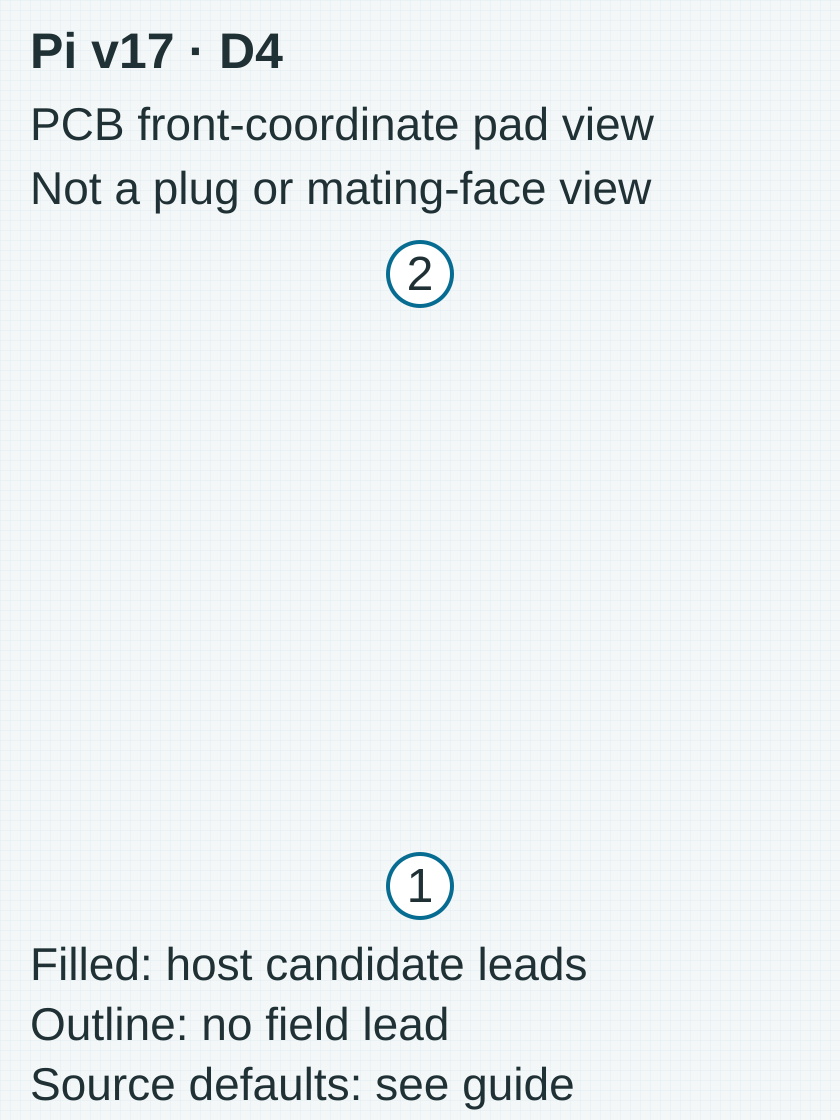 Pi v17 · D4
PCB front-coordinate pad view
Not a plug or mating-face view
2
1
Filled: host candidate leads
Outline: no field lead
Source defaults: see guide